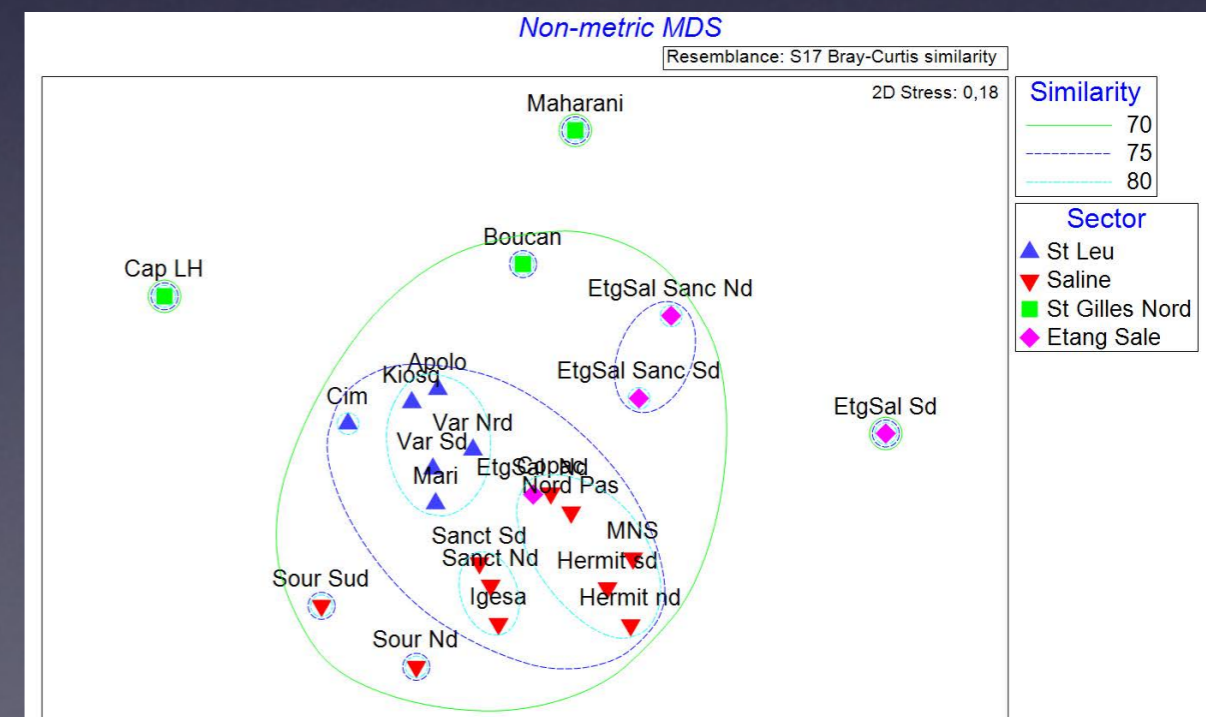 Non-metric MDS
Resemblance: S17 Bray-Curtis similarity
2D Stress: 0,18
Similarity
70
75
80
Sector
St Leu
Saline
St Gilles Nord
Etang Sale
Maharani
Boucan
Cap LH
EtgSal Sanc Nd
EtgSal Sanc Sd
Apolo
Kiosq
Cim
EtgSal Sd
Var Nrd
Var Sd
Mari
EtgSal Nd
Copac
Nord Pas
Sanct Sd
MNS
Sanct Nd
Hermit sd
Sour Sud
Igesa
Hermit nd
Sour Nd